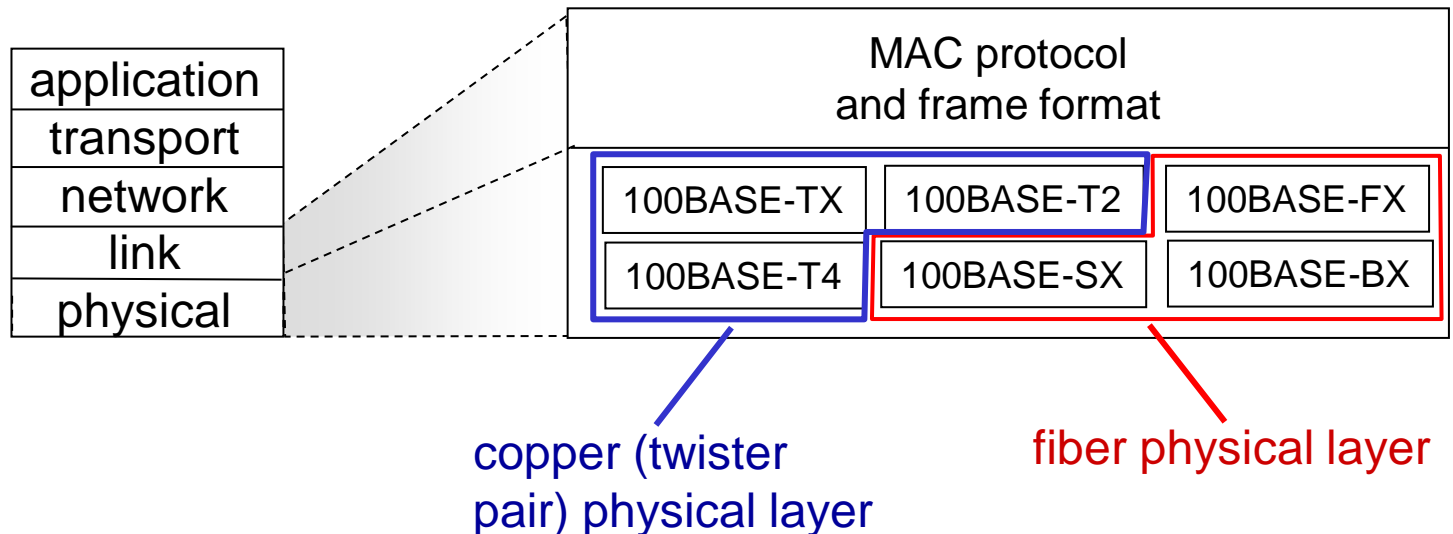 application
transport
network
link
physical
MAC protocol
and frame format
100BASE-TX
100BASE-T2
100BASE-FX
100BASE-T4
100BASE-SX
100BASE-BX
copper (twister
pair) physical layer
fiber physical layer